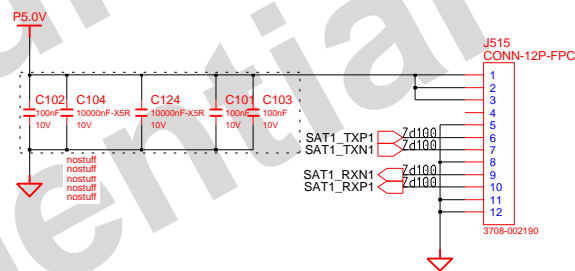 P5.0V
J515
CONN-12P-FPC
C102
100nF
10V
C104
10000nF-X5R
10V
C124
10000nF-X5R
10V
C101
100nF
10V
C103
100nF
10V
nostuff
nostuff
nostuff
nostuff
nostuff
SAT1_TXP1
Zd100
SAT1_TXN1
Zd100
SAT1_RXN1
Zd100
SAT1_RXP1
Zd100
1
2
3
4
5
6
7
8
9
10
11
12
3708-002190